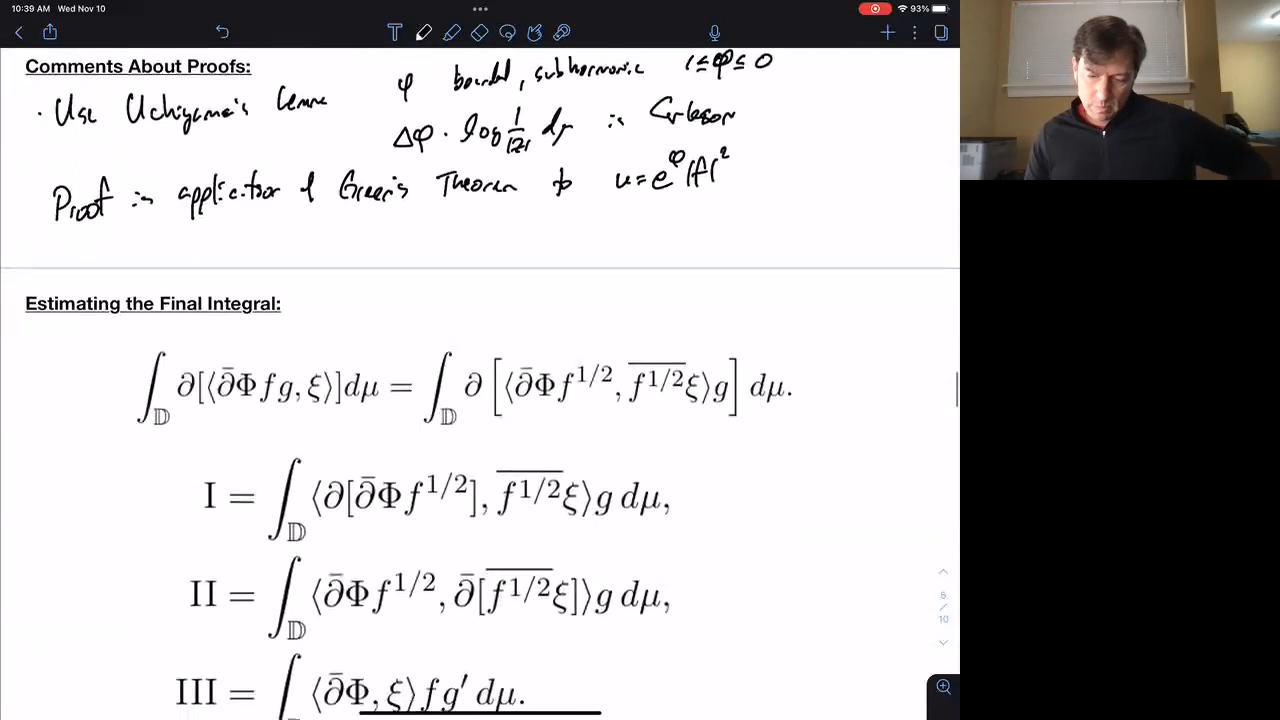 10:39 AM Wed Nov 10
93%
Comments About Proofs:
φ bounded, subharmonic 1 ≤ φ ≤ 0
· Use Uchiyama's Lemma
Δφ · log 1/|z| dμ is Carleson
Proof is application of Green's Theorem to u = e^φ |f|^2
Estimating the Final Integral:
∫_𝔻 ∂[⟨∂̄Φfg, ξ⟩]dμ = ∫_𝔻 ∂ [⟨∂̄Φf^{1/2}, \overline{f^{1/2}}ξ⟩g] dμ.
I = ∫_𝔻 ⟨∂[∂̄Φf^{1/2}], \overline{f^{1/2}}ξ⟩g dμ,
II = ∫_𝔻 ⟨∂̄Φf^{1/2}, ∂̄[\overline{f^{1/2}}ξ]⟩g dμ,
III = ∫ ⟨∂̄Φ, ξ⟩fg′ dμ.
6
/
10